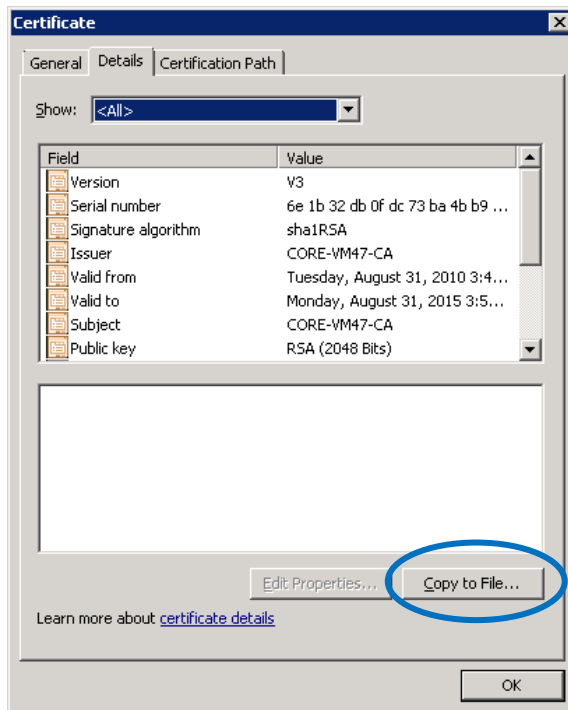 Certificate
General Details Certification Path
Show: <All>
Field Value
Version V3
Serial number 6e 1b 32 db 0f dc 73 ba 4b b9 ...
Signature algorithm sha1RSA
Issuer CORE-VM47-CA
Valid from Tuesday, August 31, 2010 3:4...
Valid to Monday, August 31, 2015 3:5...
Subject CORE-VM47-CA
Public key RSA (2048 Bits)
Edit Properties... Copy to File...
Learn more about certificate details
OK